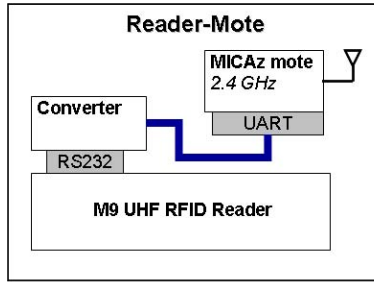 Reader-Mote
MICAz mote
2.4 GHz
UART
Converter
RS232
M9 UHF RFID Reader